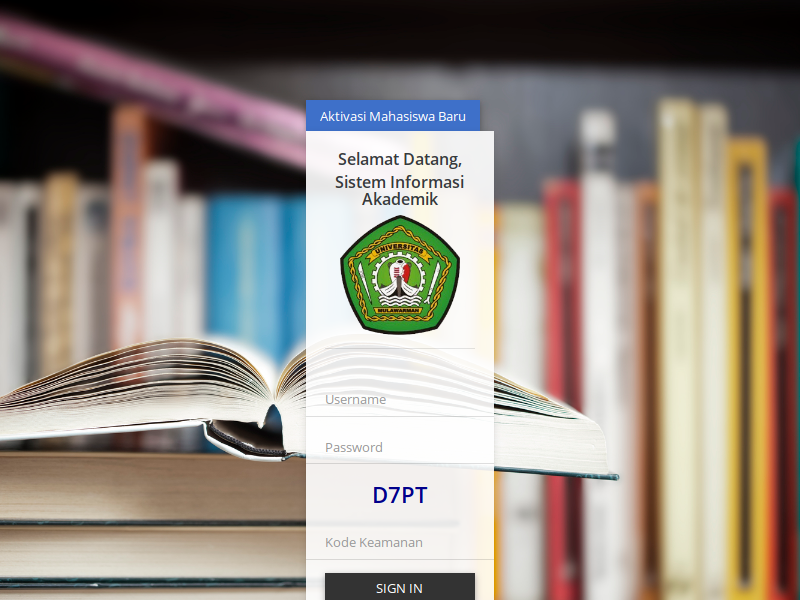 Aktivasi Mahasiswa Baru
Selamat Datang,
Sistem Informasi
Akademik
UNIVERSITAS
MULAWARMAN
Username
Password
D7PT
Kode Keamanan
SIGN IN